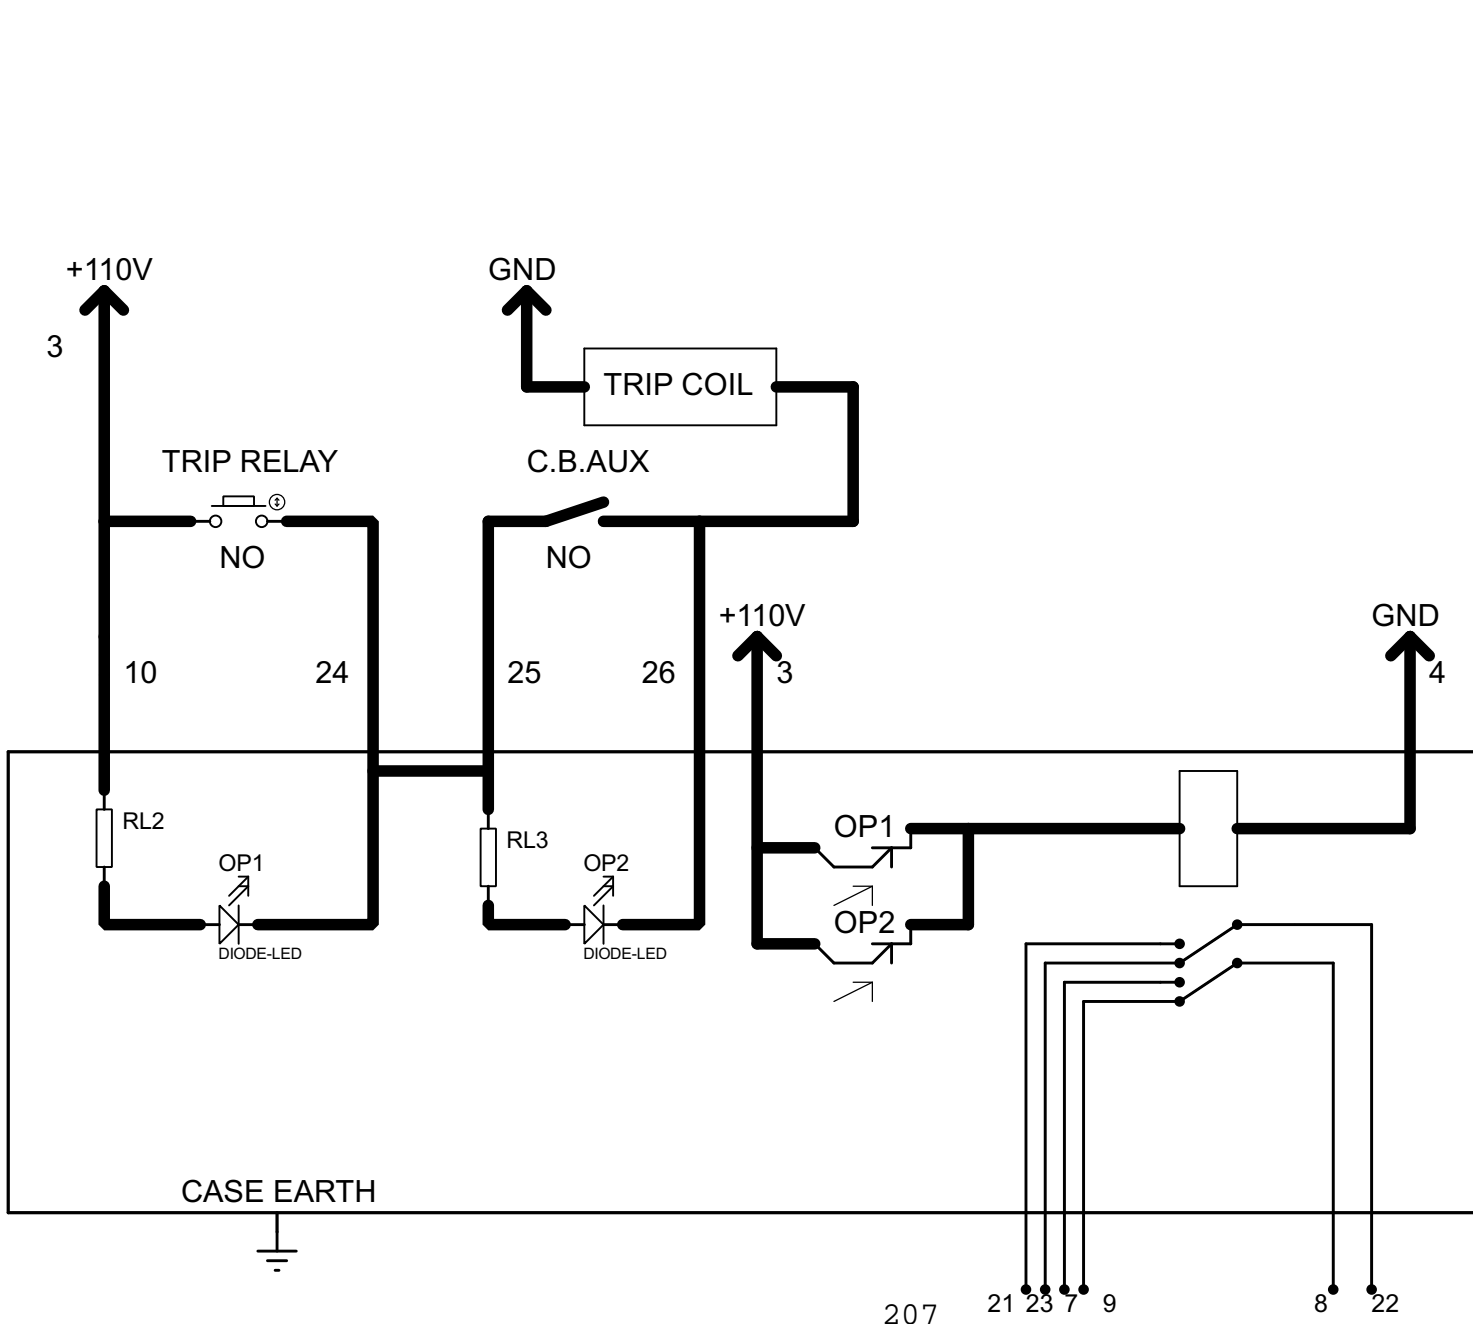 +110V
GND
3
TRIP COIL
TRIP RELAY
C.B.AUX
NO
NO
+110V
GND
10
24
25
26
3
4
RL2
RL3
OP1
OP1
OP2
OP2
DIODE-LED
DIODE-LED
CASE EARTH
207
21
23
7
9
8
22